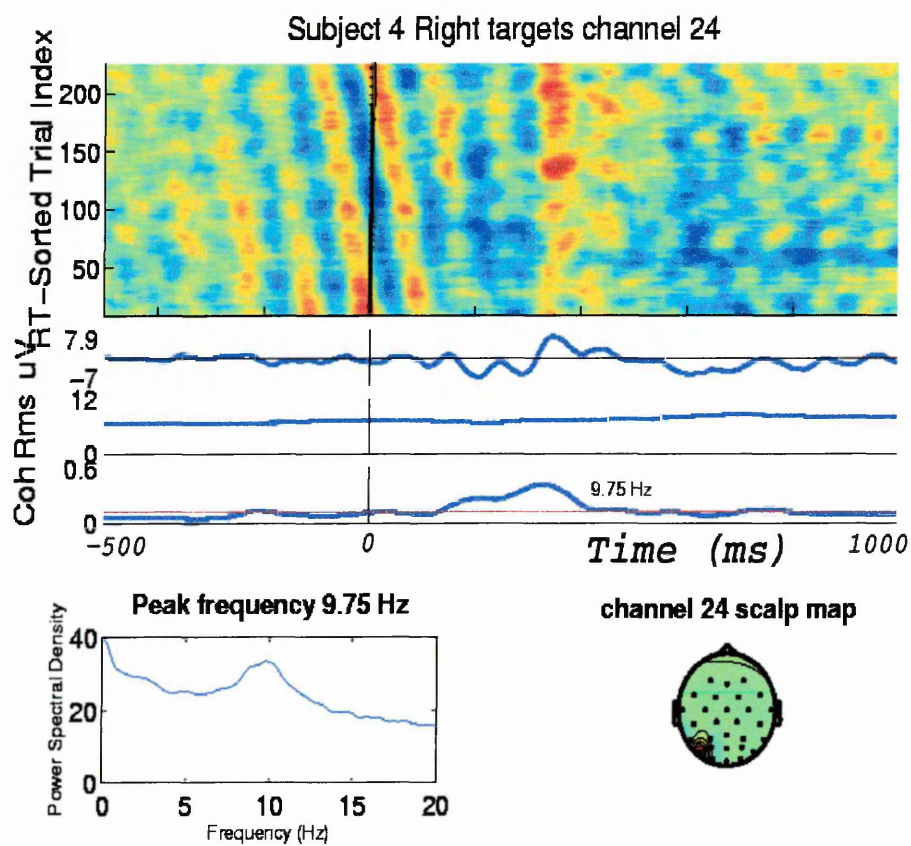 Subject 4 Right targets channel 24
RT-Sorted Trial Index
200
150
100
50
uV
7.9
-7
Rms
12
0
Coh
0.6
0
9.75 Hz
-500
0
Time (ms)
1000
Peak frequency 9.75 Hz
Power Spectral Density
40
20
0
0
5
10
15
20
Frequency (Hz)
channel 24 scalp map